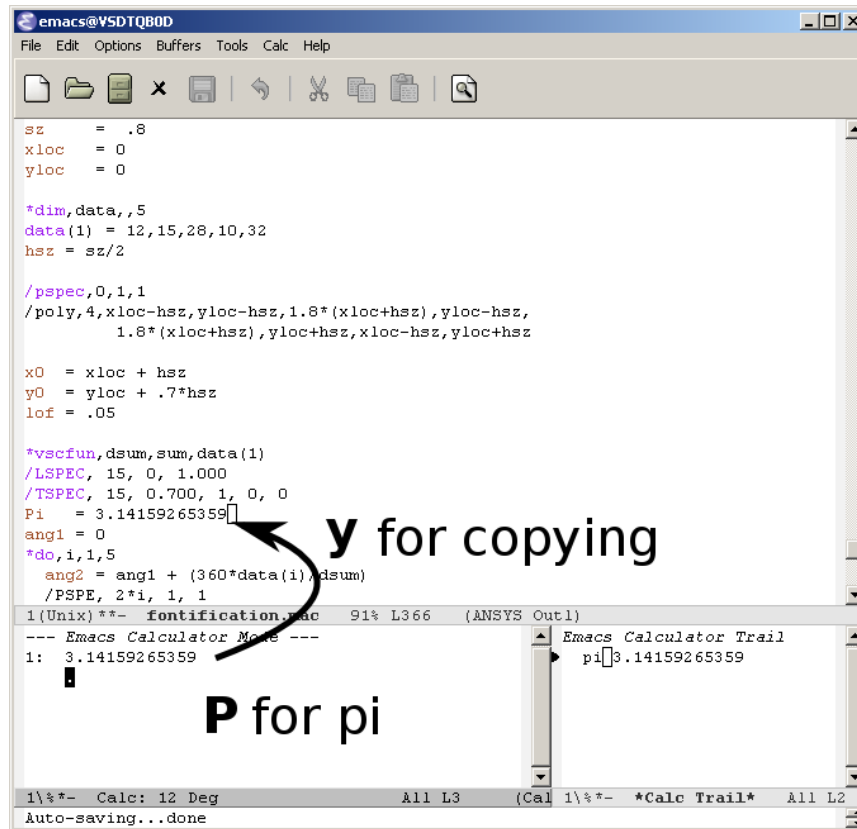 emacs@VSDTQB0D
File Edit Options Buffers Tools Calc Help
sz     =  .8
xloc   = 0
yloc   = 0
*dim,data,,5
data(1) = 12,15,28,10,32
hsz = sz/2
/pspec,0,1,1
/poly,4,xloc-hsz,yloc-hsz,1.8*(xloc+hsz),yloc-hsz,
1.8*(xloc+hsz),yloc+hsz,xloc-hsz,yloc+hsz
x0  = xloc + hsz
y0  = yloc + .7*hsz
lof = .05
*vscfun,dsum,sum,data(1)
/LSPEC, 15, 0, 1.000
/TSPEC, 15, 0.700, 1, 0, 0
Pi   = 3.14159265359
y for copying
ang1 = 0
*do,i,1,5
ang2 = ang1 + (360*data(i)/dsum)
/PSPE, 2*i, 1, 1
1(Unix)**-  fontification.mac   91% L366   (ANSYS Outl)
--- Emacs Calculator Mode ---
1:  3.14159265359
.
P for pi
Emacs Calculator Trail
pi 3.14159265359
1\%*-  Calc: 12 Deg   All L3   (Cal
1\%*-  *Calc Trail*   All L2
Auto-saving...done